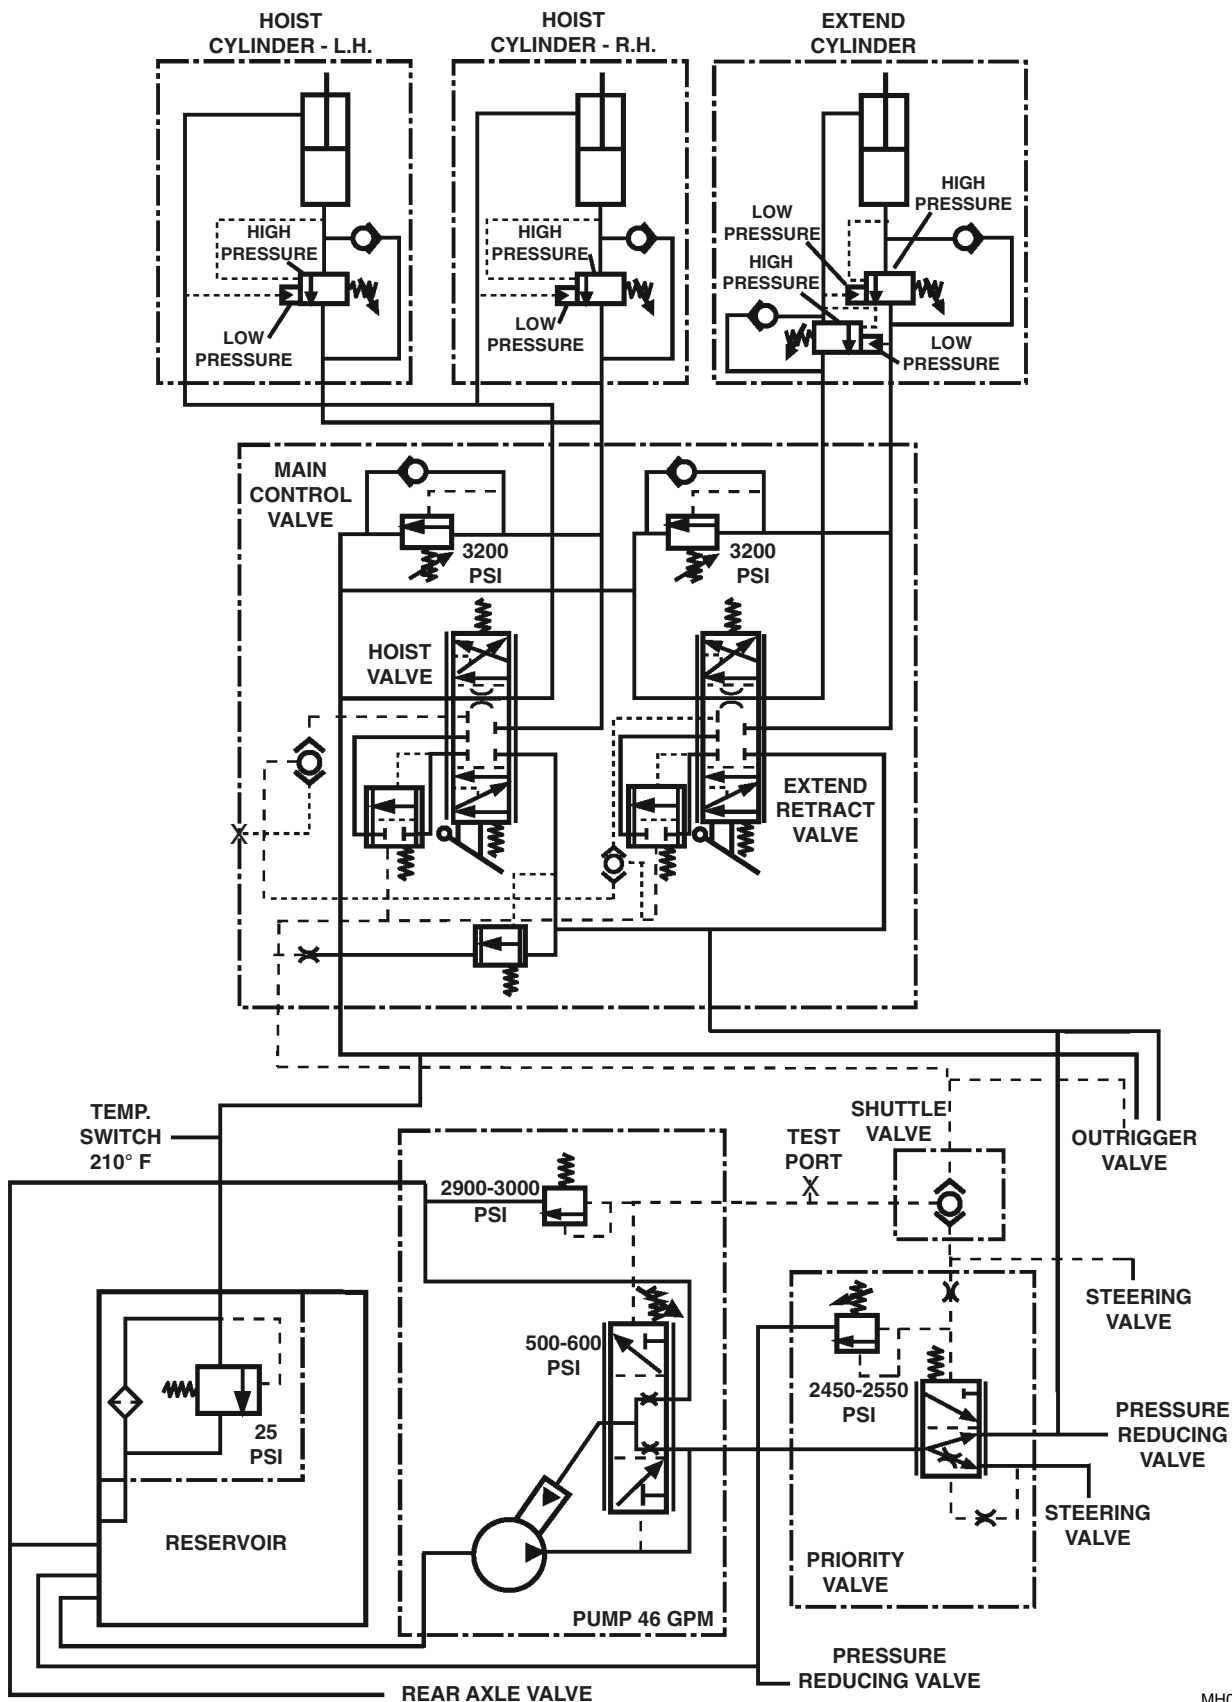 HOIST
CYLINDER - L.H.
HOIST
CYLINDER - R.H.
EXTEND
CYLINDER
HIGH
PRESSURE
LOW
PRESSURE
HIGH
PRESSURE
LOW
PRESSURE
HIGH
PRESSURE
LOW
PRESSURE
HIGH
PRESSURE
LOW
PRESSURE
MAIN
CONTROL
VALVE
3200
PSI
3200
PSI
HOIST
VALVE
EXTEND
RETRACT
VALVE
X
TEMP.
SWITCH
210° F
2900-3000
PSI
TEST
PORT
X
SHUTTLE
VALVE
OUTRIGGER
VALVE
STEERING
VALVE
500-600
PSI
2450-2550
PSI
PRESSURE
REDUCING
VALVE
STEERING
VALVE
25
PSI
RESERVOIR
PRIORITY
VALVE
PUMP 46 GPM
PRESSURE
REDUCING VALVE
REAR AXLE VALVE